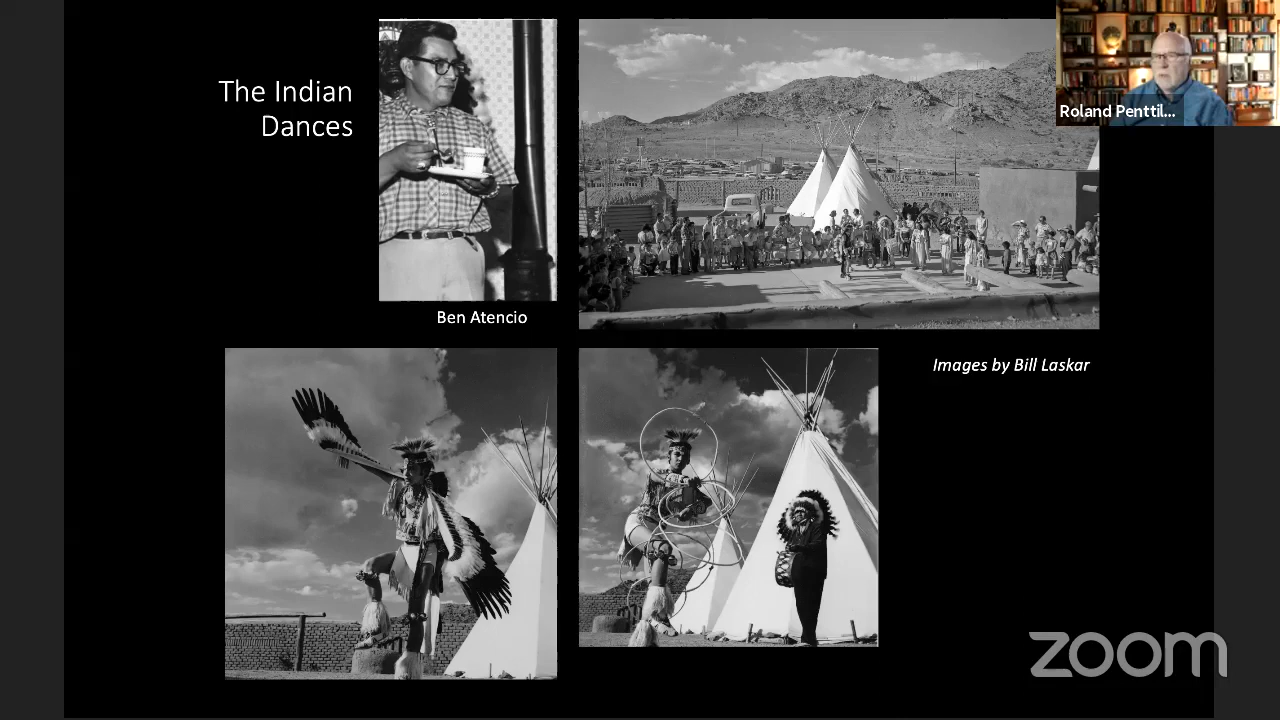 The Indian
Dances
Roland Penttil...
Ben Atencio
Images by Bill Laskar
zoom